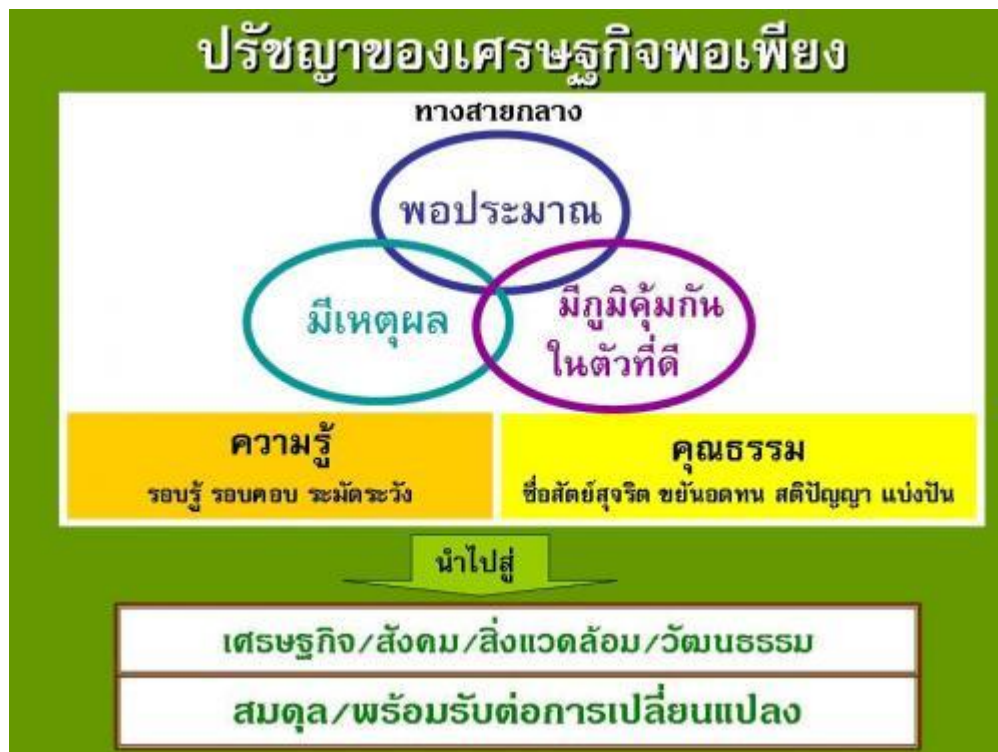 ปรัชญาของเศรษฐกิจพอเพียง
ทางสายกลาง
พอประมาณ
มีเหตุผล
มีภูมิคุ้มกัน
ในตัวที่ดี
ความรู้
รอบรู้ รอบคอบ ระมัดระวัง
คุณธรรม
ซื่อสัตย์สุจริต ขยันอดทน สติปัญญา แบ่งปัน
นำไปสู่
เศรษฐกิจ/สังคม/สิ่งแวดล้อม/วัฒนธรรม
สมดุล/พร้อมรับต่อการเปลี่ยนแปลง